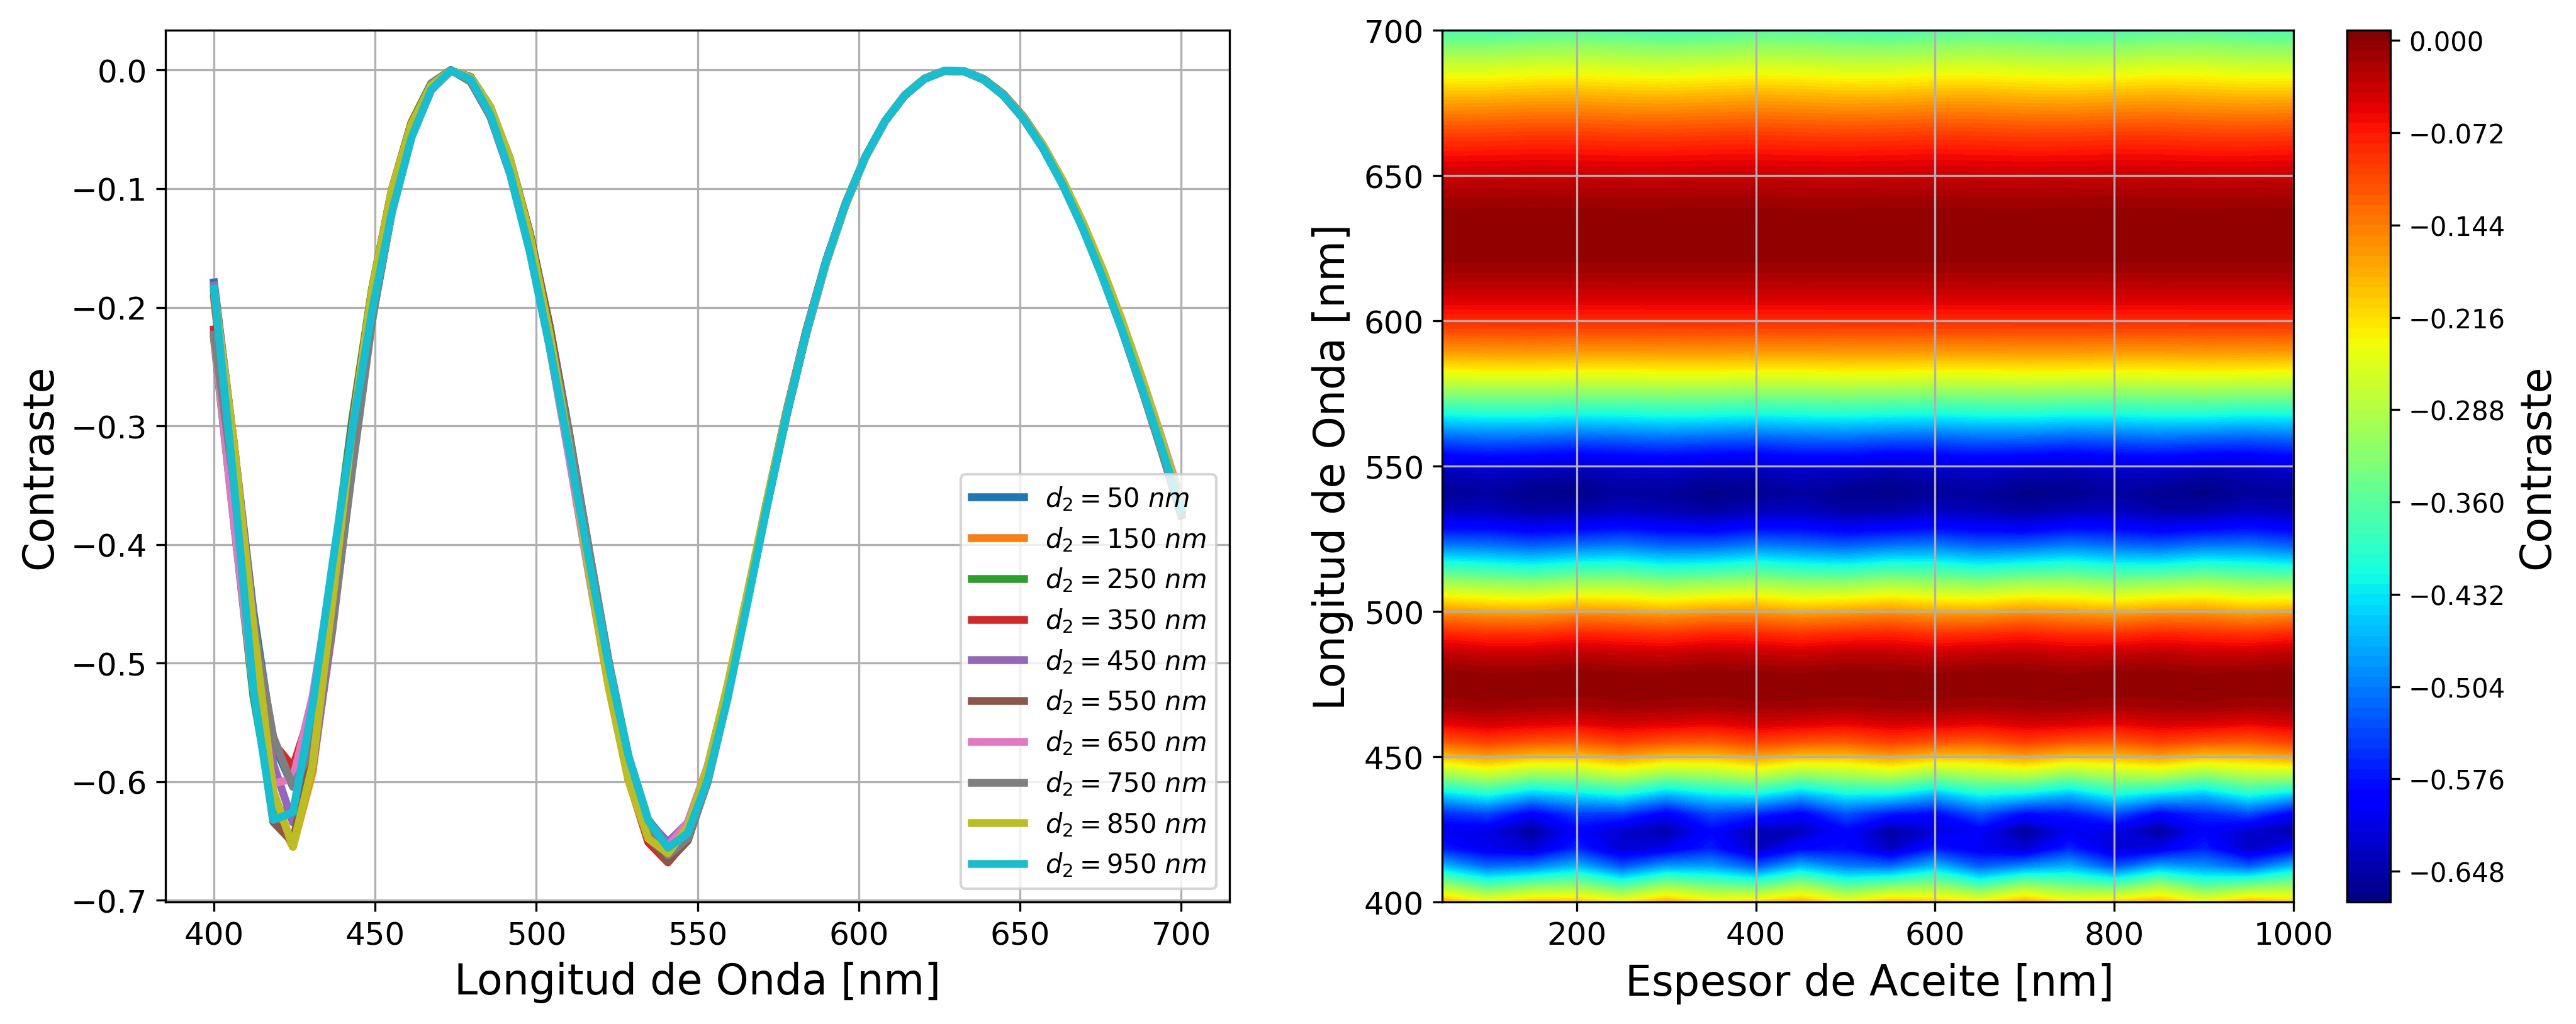 0.0
−0.1
−0.2
−0.3
−0.4
−0.5
−0.6
−0.7
Contraste
400 450 500 550 600 650 700
Longitud de Onda [nm]
d₂ = 50 nm
d₂ = 150 nm
d₂ = 250 nm
d₂ = 350 nm
d₂ = 450 nm
d₂ = 550 nm
d₂ = 650 nm
d₂ = 750 nm
d₂ = 850 nm
d₂ = 950 nm
700
650
600
550
500
450
400
Longitud de Onda [nm]
200 400 600 800 1000
Espesor de Aceite [nm]
0.000
−0.072
−0.144
−0.216
−0.288
−0.360
−0.432
−0.504
−0.576
−0.648
Contraste